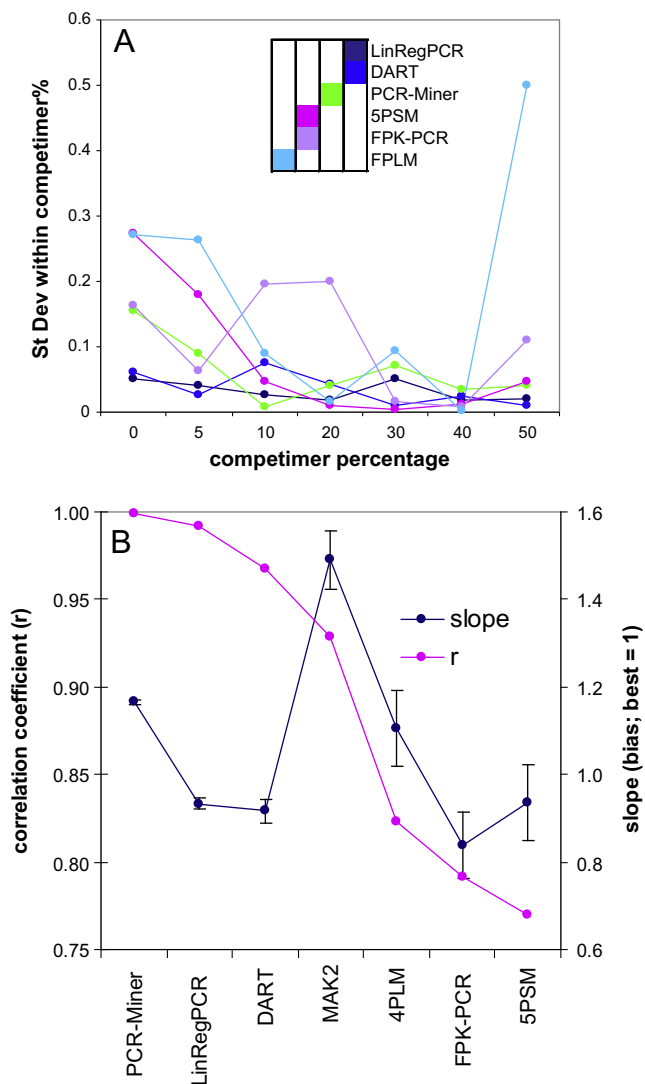 A
0.6
0.5
0.4
0.3
0.2
0.1
0
St Dev within competimer%
LinRegPCR
DART
PCR-Miner
5PSM
FPK-PCR
FPLM
0 5 10 20 30 40 50
competimer percentage
B
1.00
0.95
0.90
0.85
0.80
0.75
correlation coefficient (r)
slope
r
1.6
1.4
1.2
1.0
0.8
0.6
slope (bias; best = 1)
PCR-Miner
LinRegPCR
DART
MAK2
4PLM
FPK-PCR
5PSM